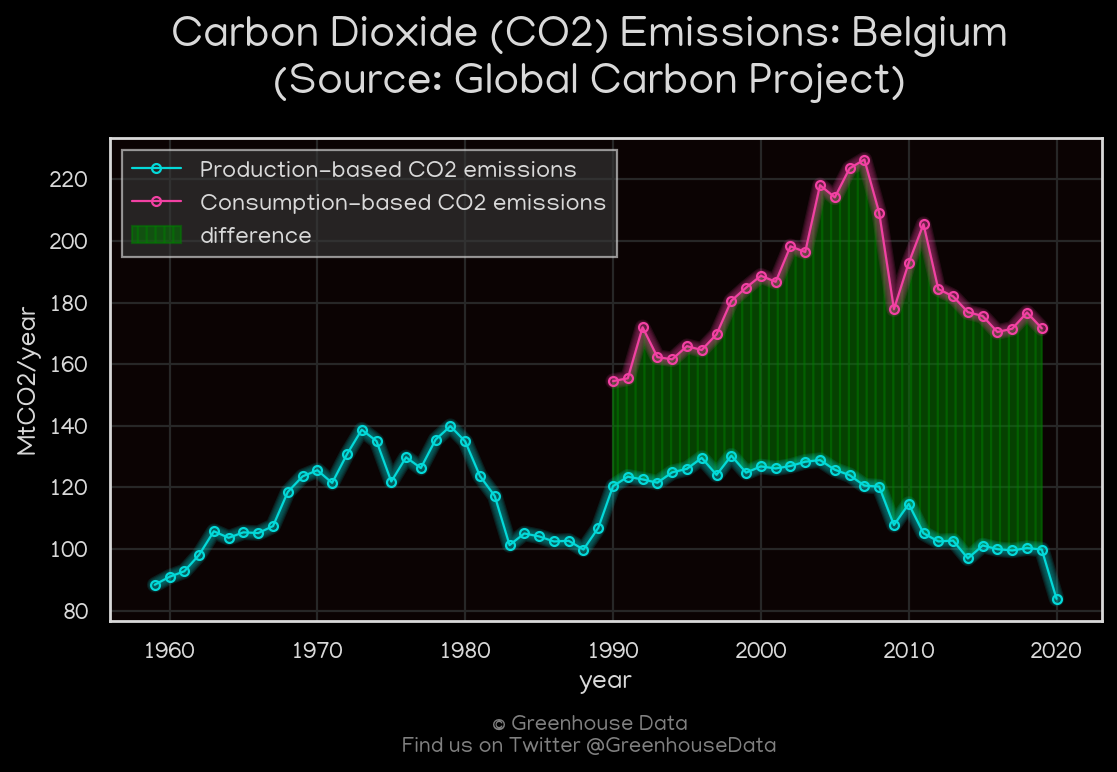 Carbon Dioxide (CO2) Emissions: Belgium
(Source: Global Carbon Project)
Production-based CO2 emissions
Consumption-based CO2 emissions
difference
220
200
180
160
140
120
100
80
MtCO2/year
1960 1970 1980 1990 2000 2010 2020
year
© Greenhouse Data
Find us on Twitter @GreenhouseData